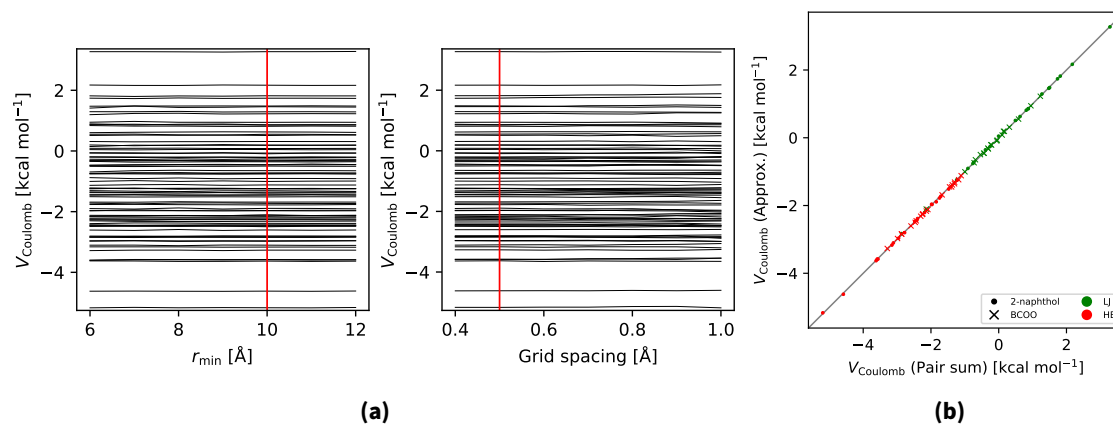 2
0
−2
−4
V_Coulomb [kcal mol⁻¹]
6 8 10 12
r_min [Å]
2
0
−2
−4
V_Coulomb [kcal mol⁻¹]
0.4 0.6 0.8 1.0
Grid spacing [Å]
(a)
2
0
−2
−4
V_Coulomb (Approx.) [kcal mol⁻¹]
2-naphthol LJ
BCOO
−4 −2 0 2
V_Coulomb (Pair sum) [kcal mol⁻¹]
(b)